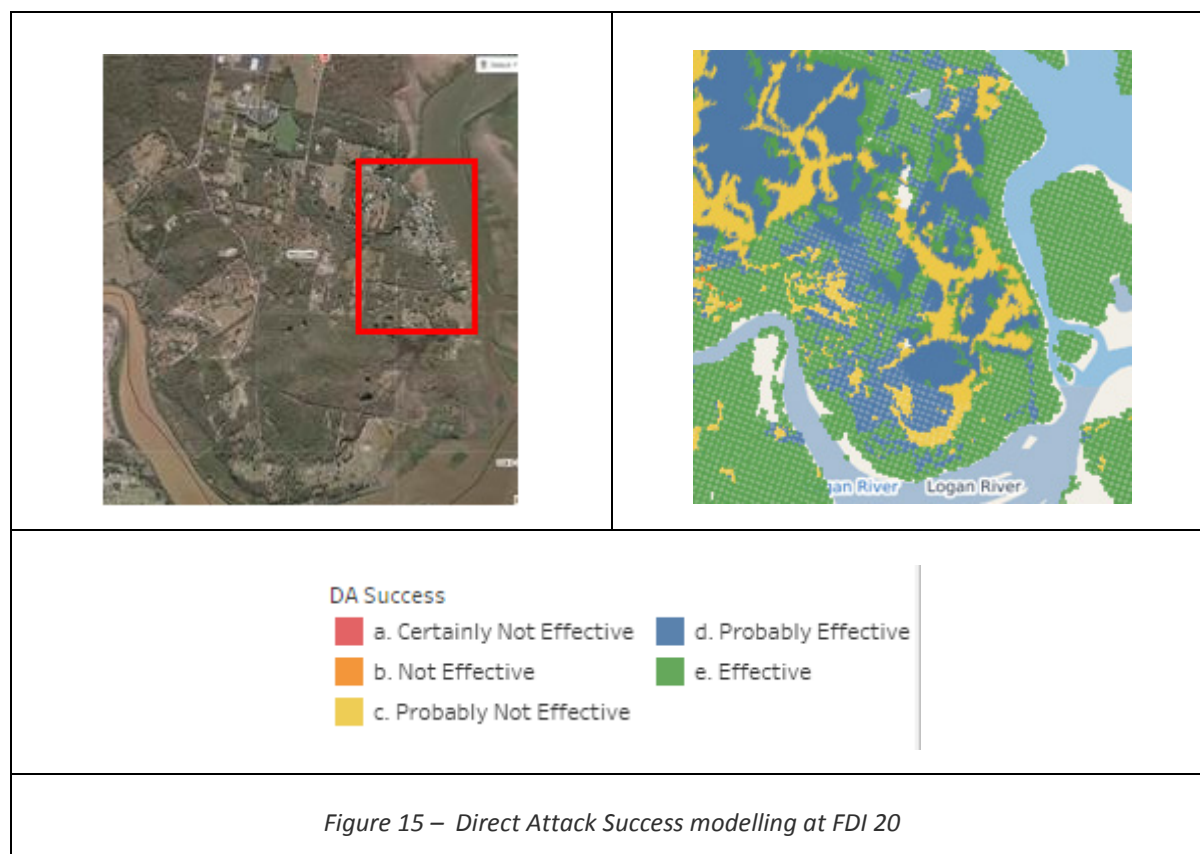 gan River
Logan River
DA Success
a. Certainly Not Effective
d. Probably Effective
b. Not Effective
e. Effective
c. Probably Not Effective
Figure 15 – Direct Attack Success modelling at FDI 20